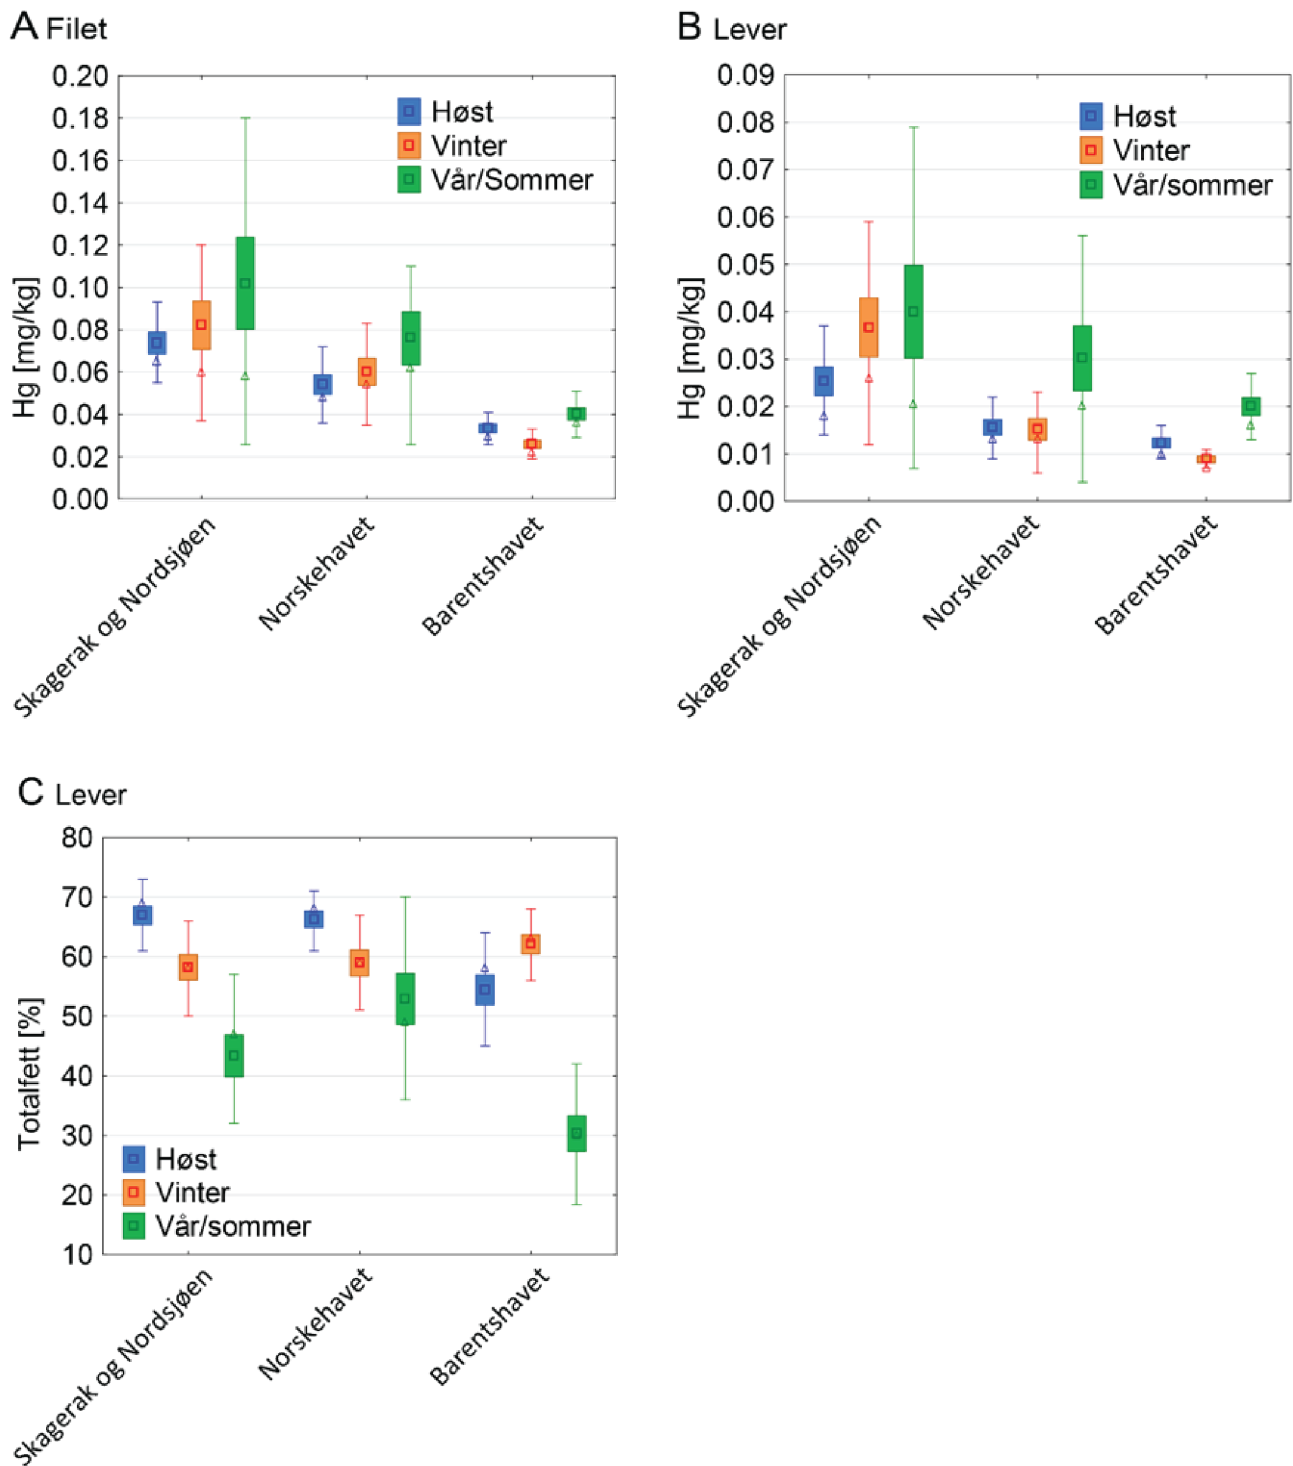 A Filet
0.20
0.18
0.16
0.14
0.12
0.10
0.08
0.06
0.04
0.02
0.00
Hg [mg/kg]
Høst
Vinter
Vår/Sommer
Skagerak og Nordsjøen
Norskehavet
Barentshavet
B Lever
0.09
0.08
0.07
0.06
0.05
0.04
0.03
0.02
0.01
0.00
Hg [mg/kg]
Høst
Vinter
Vår/sommer
Skagerak og Nordsjøen
Norskehavet
Barentshavet
C Lever
80
70
60
50
40
30
20
10
Totalfett [%]
Høst
Vinter
Vår/sommer
Skagerak og Nordsjøen
Norskehavet
Barentshavet